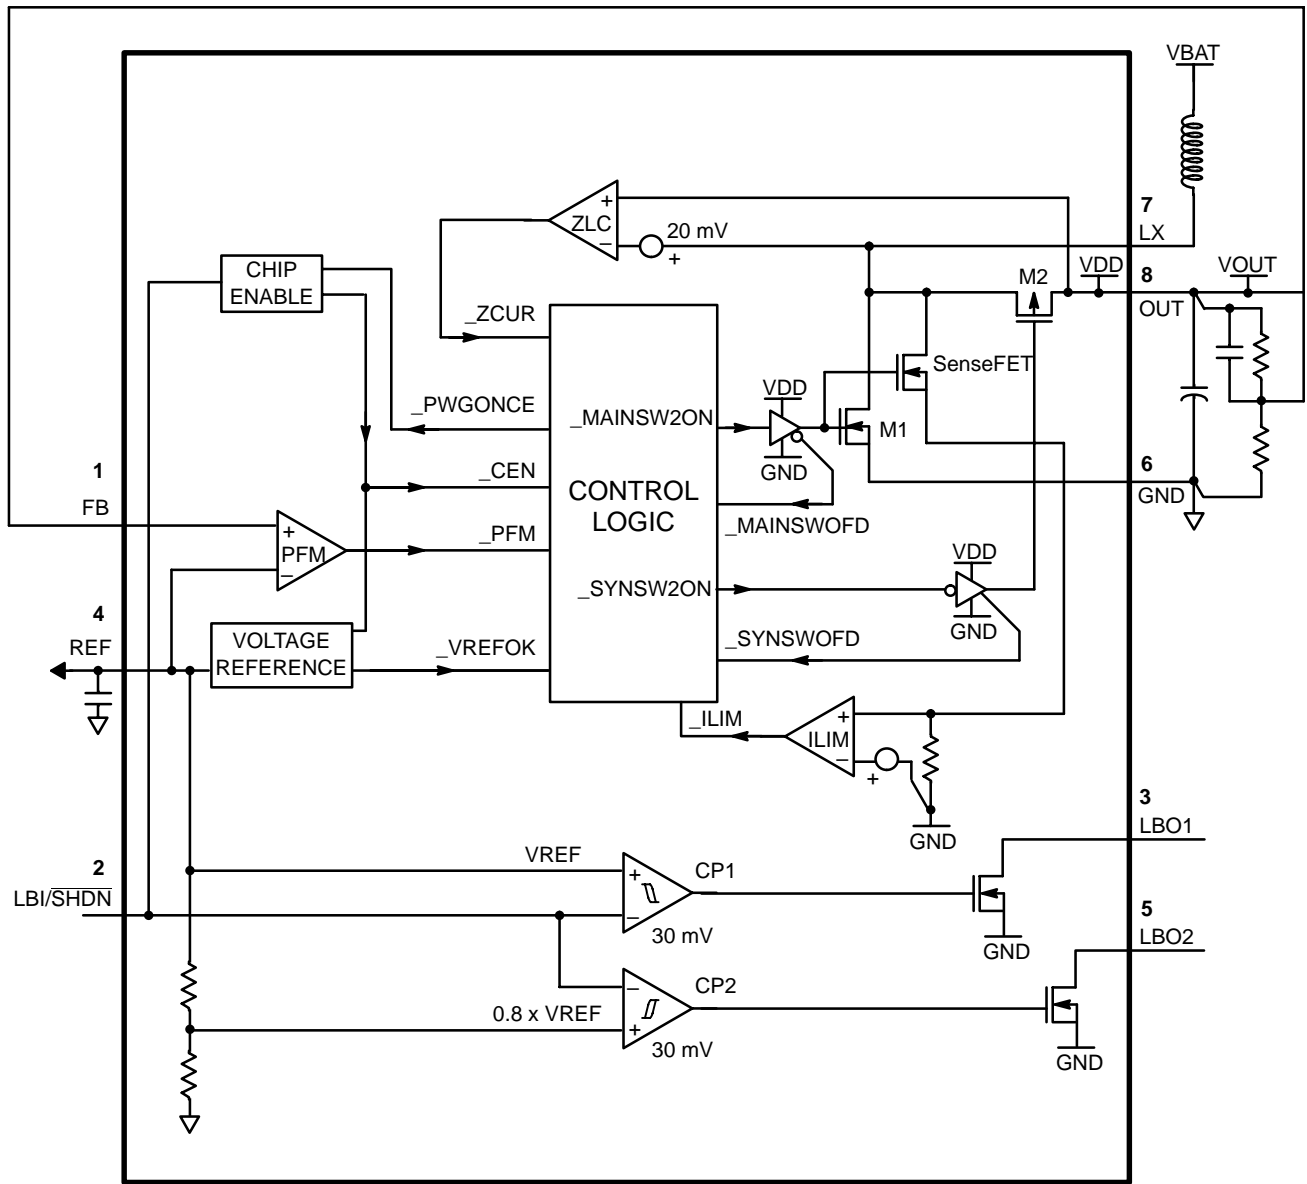 VBAT
7
LX
ZLC
+
–
20 mV
+
CHIP
ENABLE
M2
VDD
8
OUT
VOUT
_ZCUR
SenseFET
VDD
_PWGONCE
_MAINSW2ON
M1
GND
1
FB
_CEN
CONTROL
LOGIC
6
GND
_MAINSWOFD
+
PFM
–
_PFM
VDD
_SYNSW2ON
GND
4
REF
VOLTAGE
REFERENCE
_VREFOK
_SYNSWOFD
_ILIM
+
ILIM
–
+
GND
3
LBO1
2
LBI/SHDN
VREF
+
–
CP1
30 mV
GND
5
LBO2
–
+
CP2
0.8 x VREF
30 mV
GND